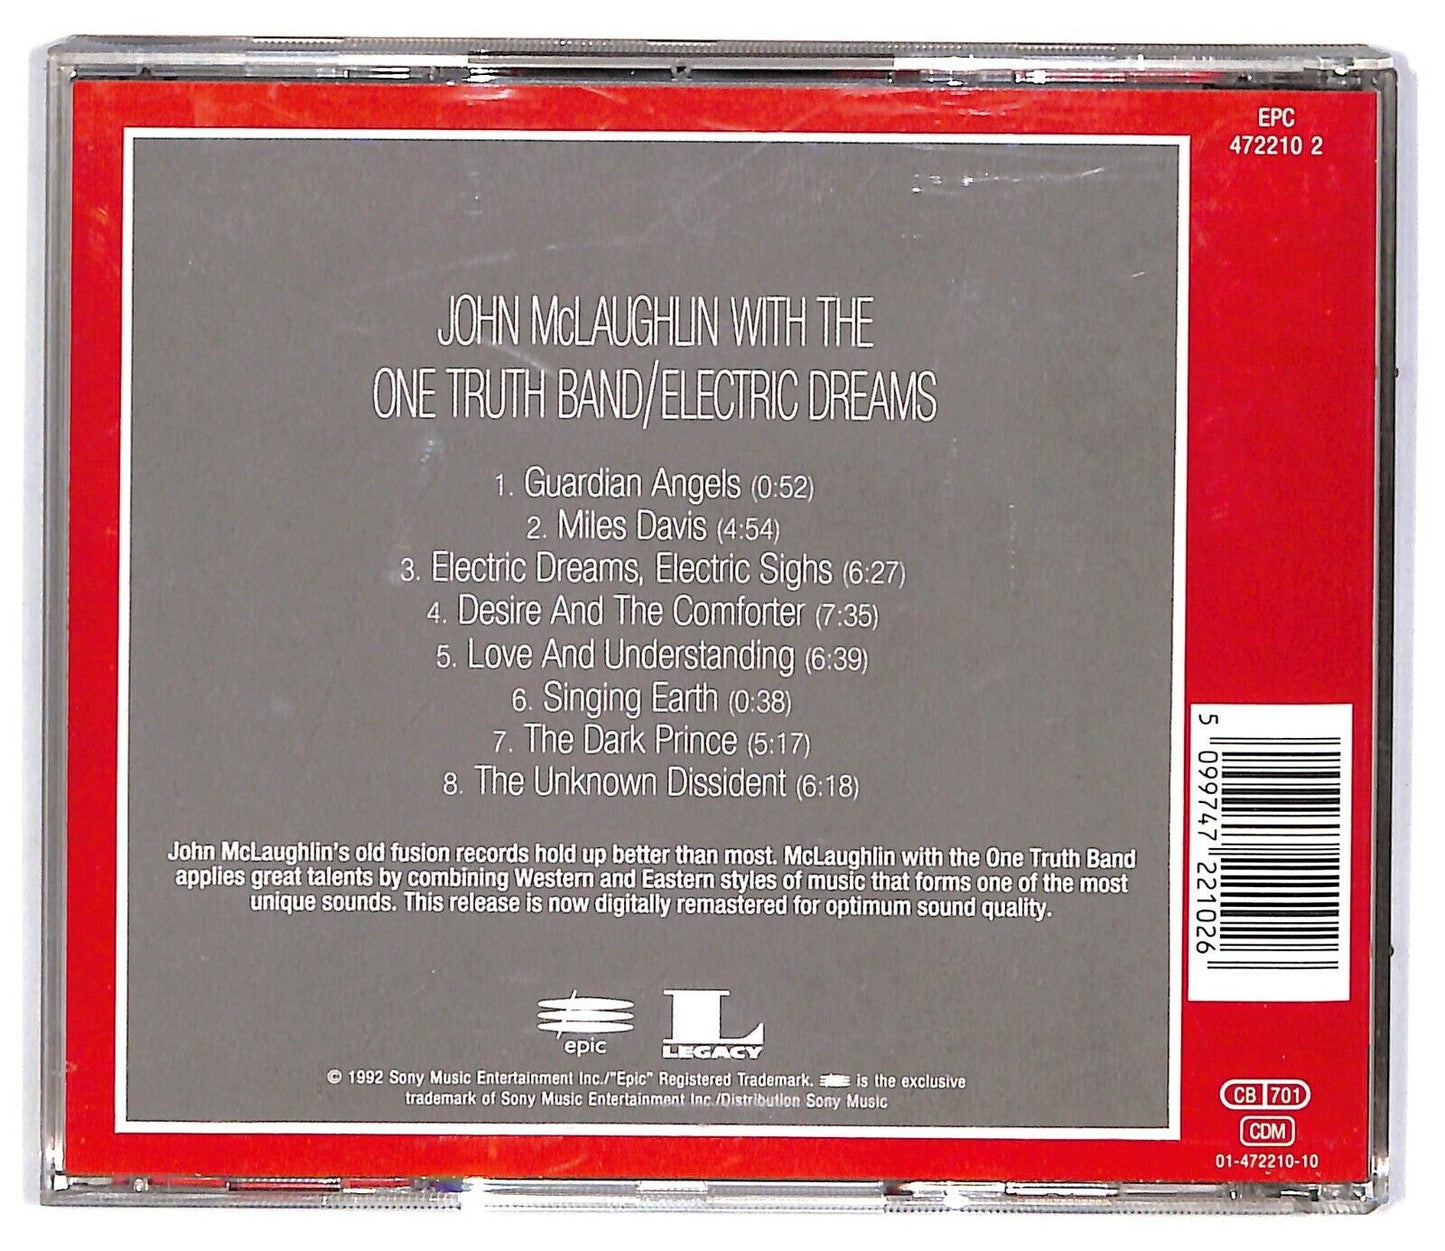 EPC
472210 2
JOHN McLAUGHLIN WITH THE
ONE TRUTH BAND/ELECTRIC DREAMS
1. Guardian Angels (0:52)
2. Miles Davis (4:54)
3. Electric Dreams, Electric Sighs (6:27)
4. Desire And The Comforter (7:35)
5. Love And Understanding (6:39)
6. Singing Earth (0:38)
7. The Dark Prince (5:17)
8. The Unknown Dissident (6:18)
John McLaughlin's old fusion records hold up better than most. McLaughlin with the One Truth Band
applies great talents by combining Western and Eastern styles of music that forms one of the most
unique sounds. This release is now digitally remastered for optimum sound quality.
epic
L
LEGACY
© 1992 Sony Music Entertainment Inc./"Epic" Registered Trademark. is the exclusive
trademark of Sony Music Entertainment Inc./Distribution Sony Music
5 099747 221026
CB 701
CDM
01-472210-10